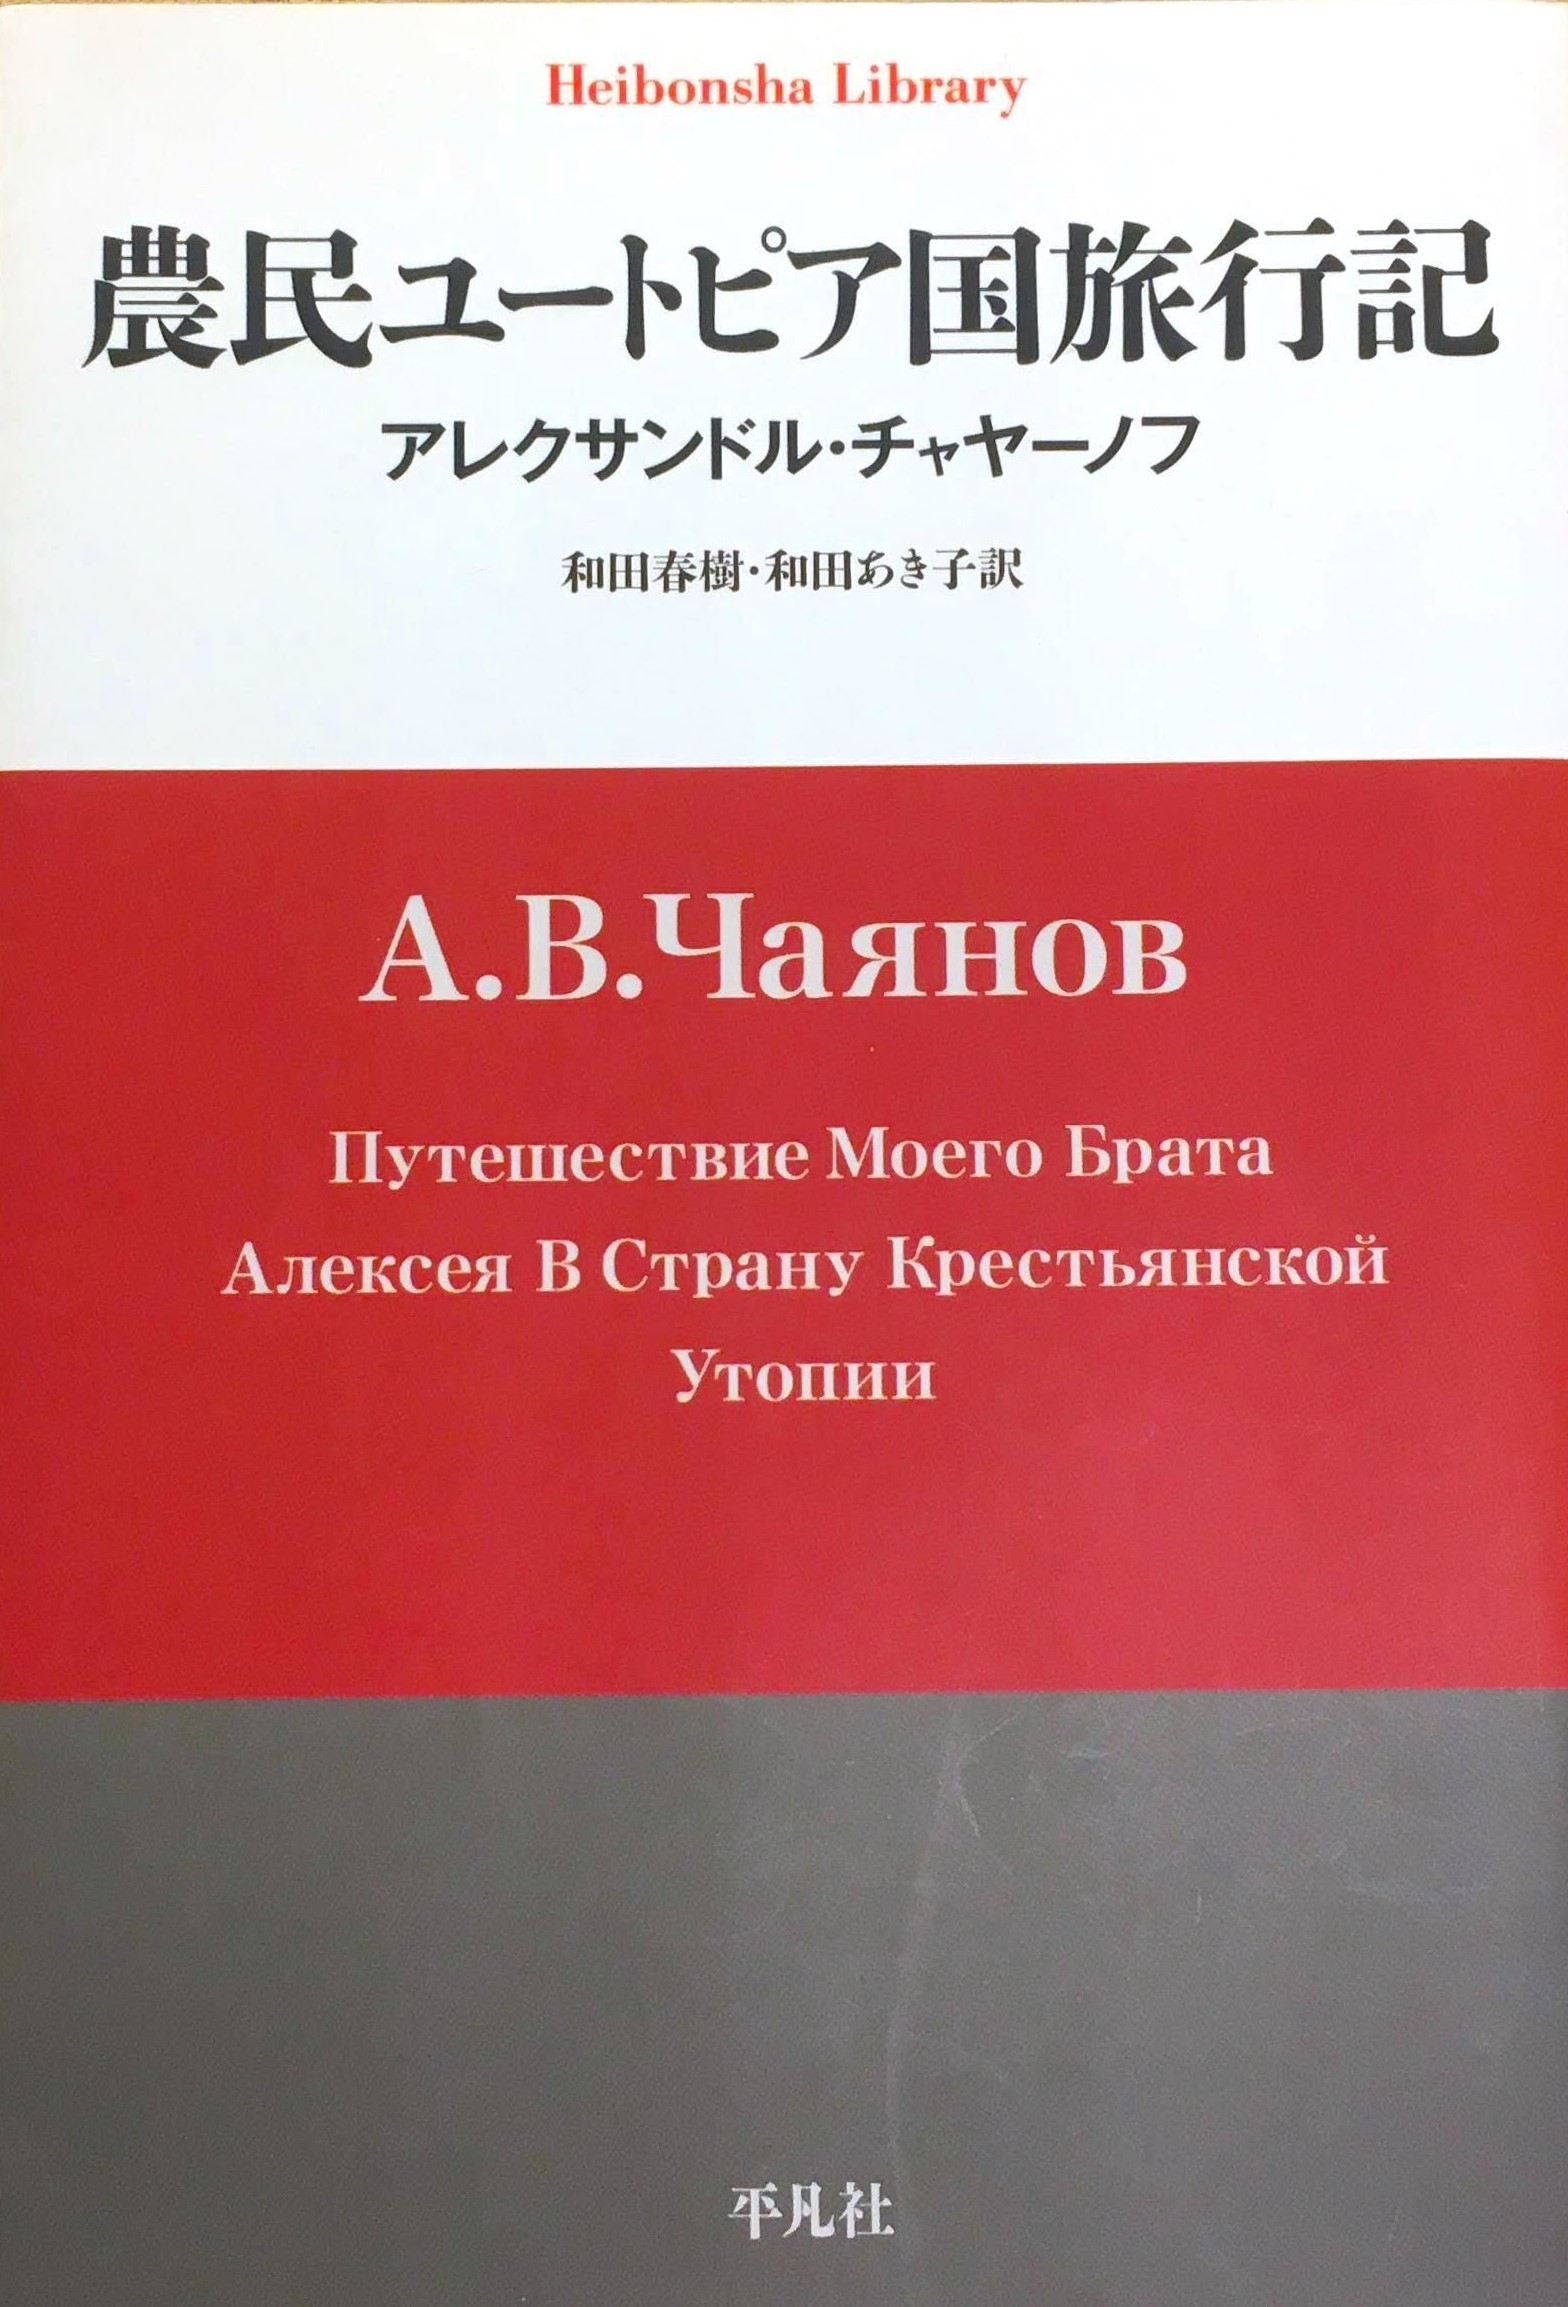 Heibonsha Library
農民ユートピア国旅行記
アレクサンドル・チャヤーノフ
和田春樹・和田あき子訳
А.В.Чаянов
Путешествие Моего Брата
Алексея В Страну Крестьянской
Утопии
平凡社